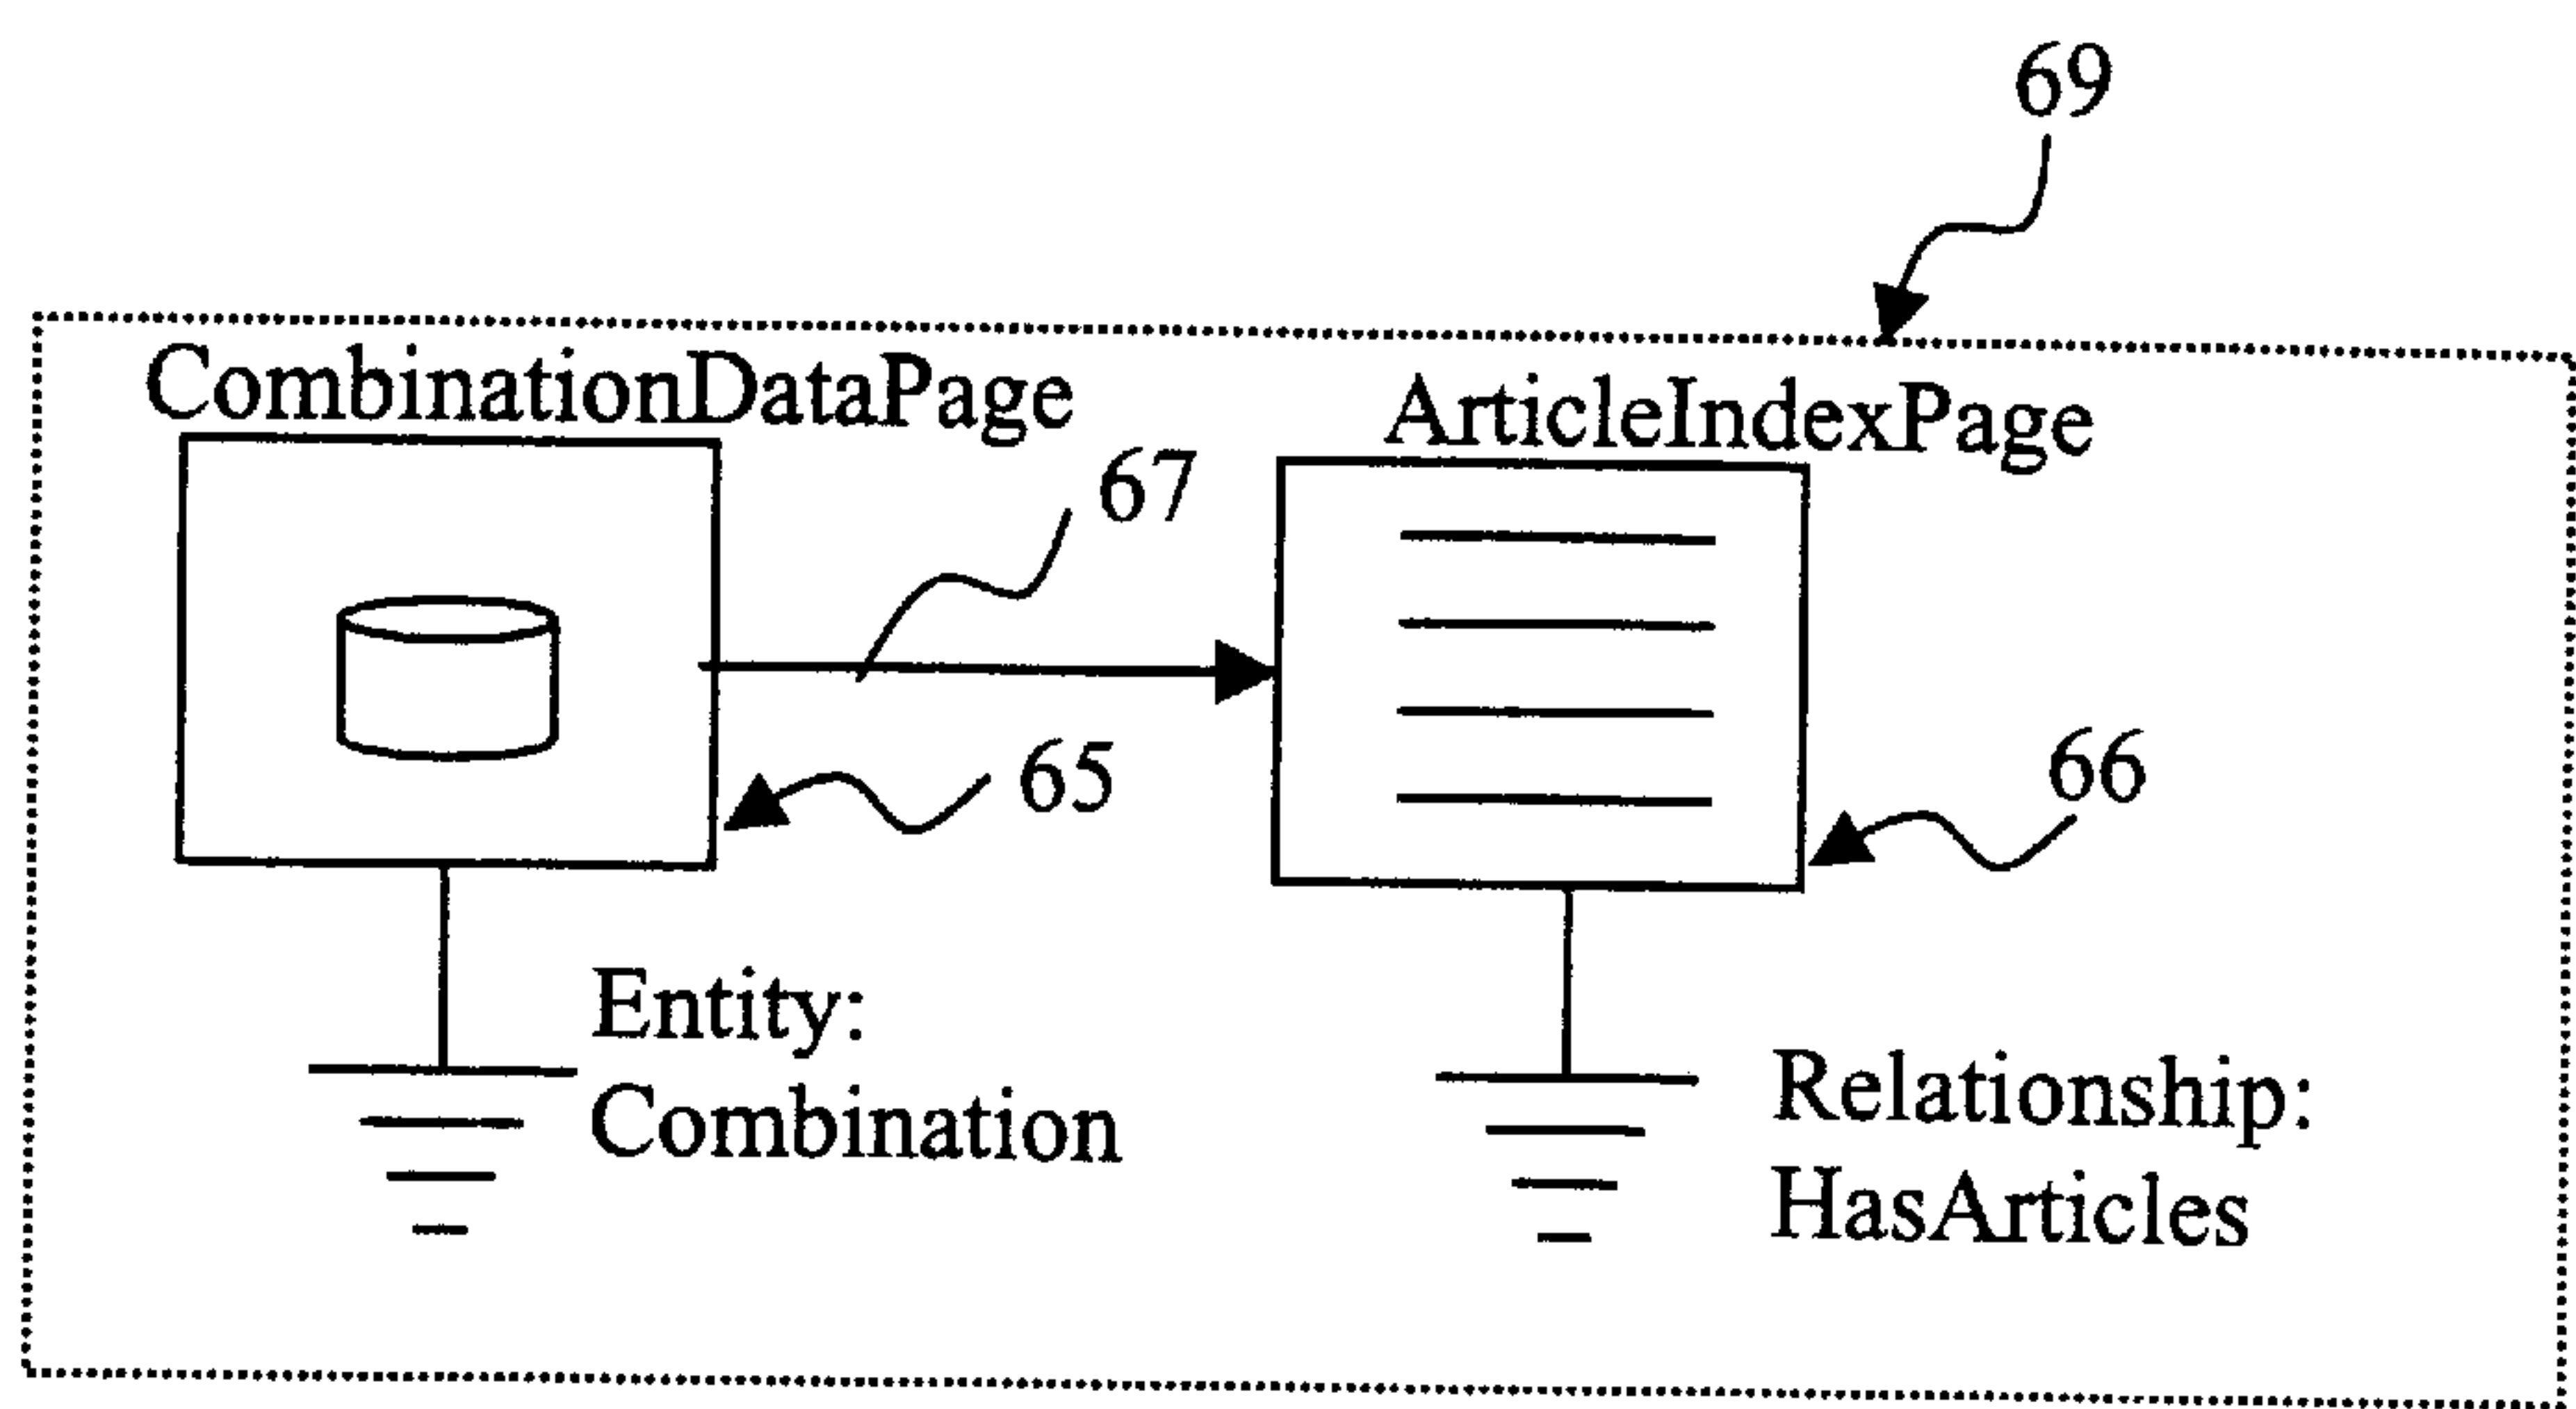 69
CombinationDataPage
ArticleIndexPage
67
65
66
Entity:
Combination
Relationship:
HasArticles